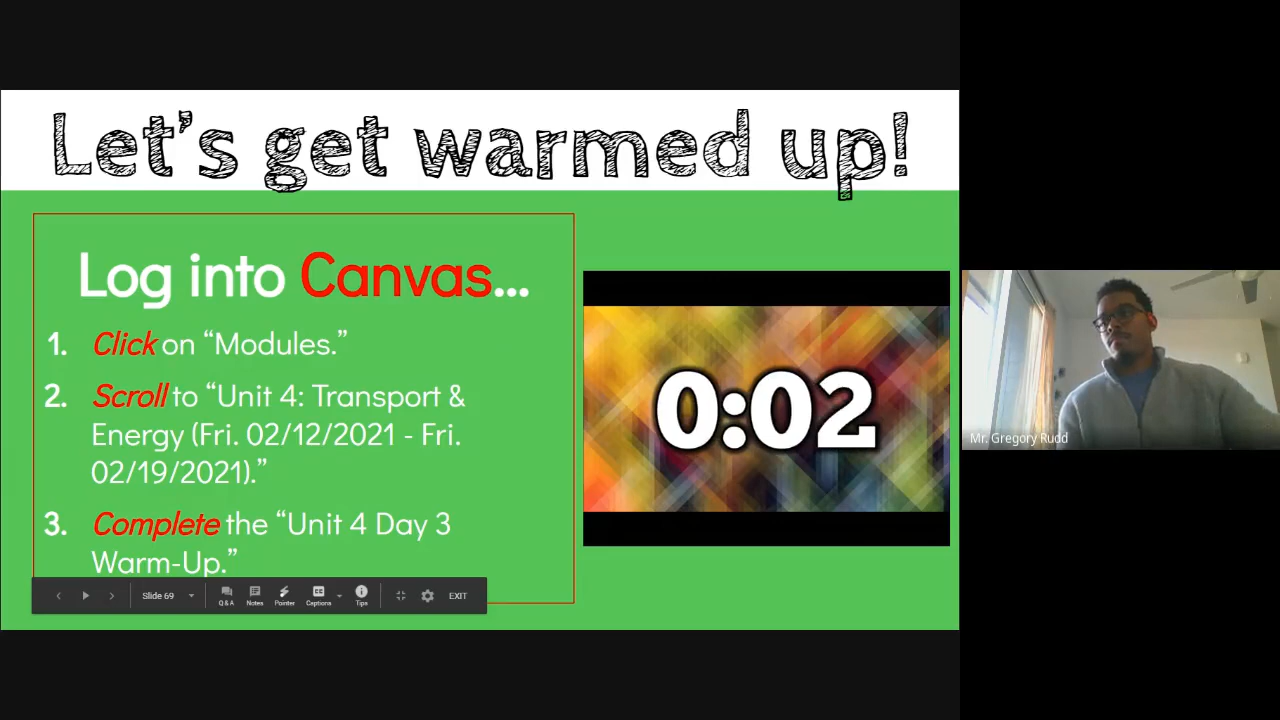 Let's get warmed up!
Log into Canvas...
1. Click on “Modules.”
2. Scroll to “Unit 4: Transport &
Energy (Fri. 02/12/2021 - Fri.
02/19/2021).”
3. Complete the “Unit 4 Day 3
Warm-Up.”
0:02
Mr. Gregory Rudd
Slide 69
Q & A
Notes
Pointer
Captions
Tips
EXIT